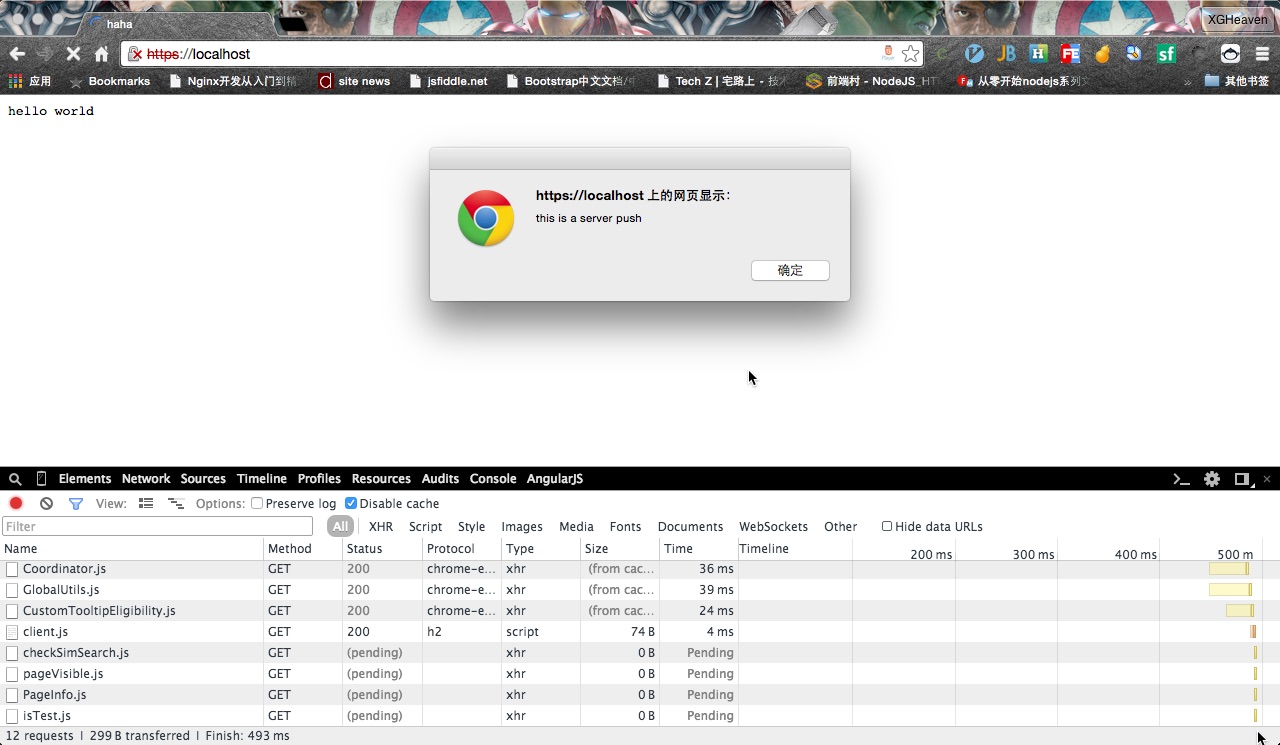 haha
XGHeaven
https://localhost
应用 Bookmarks Nginx开发从入门到精 site news jsfiddle.net Bootstrap中文文档/ Tech Z | 宅路上 - 技 前端村 - NodeJS_HT 从零开始nodejs系列文 » 其他书签
hello world
https://localhost 上的网页显示：
this is a server push
确定
Elements Network Sources Timeline Profiles Resources Audits Console AngularJS
View: Options: Preserve log Disable cache
Filter All XHR Script Style Images Media Fonts Documents WebSockets Other Hide data URLs
Name Method Status Protocol Type Size Time Timeline 200 ms 300 ms 400 ms 500 m
Coordinator.js GET 200 chrome-e... xhr (from cac... 36 ms
GlobalUtils.js GET 200 chrome-e... xhr (from cac... 39 ms
CustomTooltipEligibility.js GET 200 chrome-e... xhr (from cac... 24 ms
client.js GET 200 h2 script 74 B 4 ms
checkSimSearch.js GET (pending) xhr 0 B Pending
pageVisible.js GET (pending) xhr 0 B Pending
PageInfo.js GET (pending) xhr 0 B Pending
isTest.js GET (pending) xhr 0 B Pending
12 requests | 299 B transferred | Finish: 493 ms